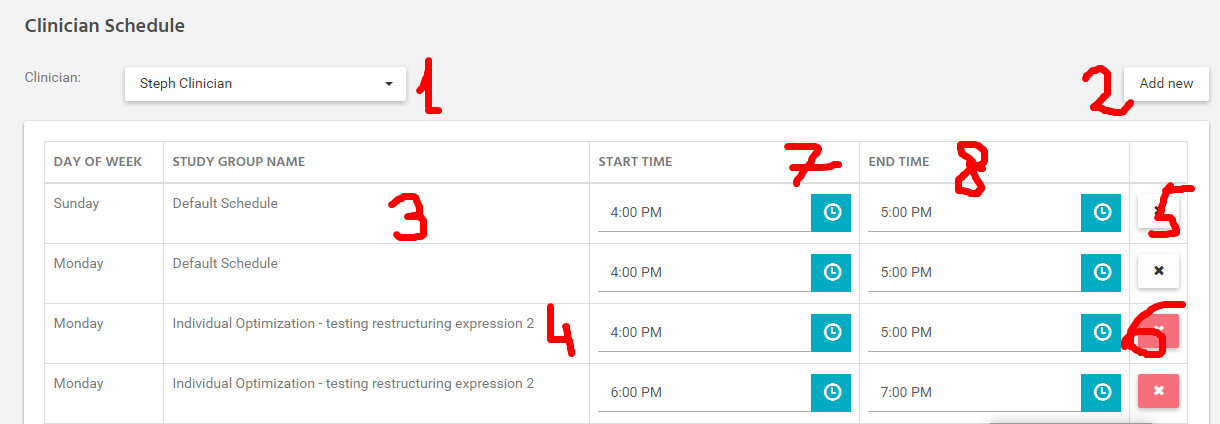 Clinician Schedule
Clinician: Steph Clinician 1 2 Add new
DAY OF WEEK STUDY GROUP NAME START TIME 7 END TIME 8
Sunday Default Schedule 3 4:00 PM 5:00 PM 5
Monday Default Schedule 4:00 PM 5:00 PM
Monday Individual Optimization - testing restructuring expression 2 4 4:00 PM 5:00 PM 6
Monday Individual Optimization - testing restructuring expression 2 6:00 PM 7:00 PM